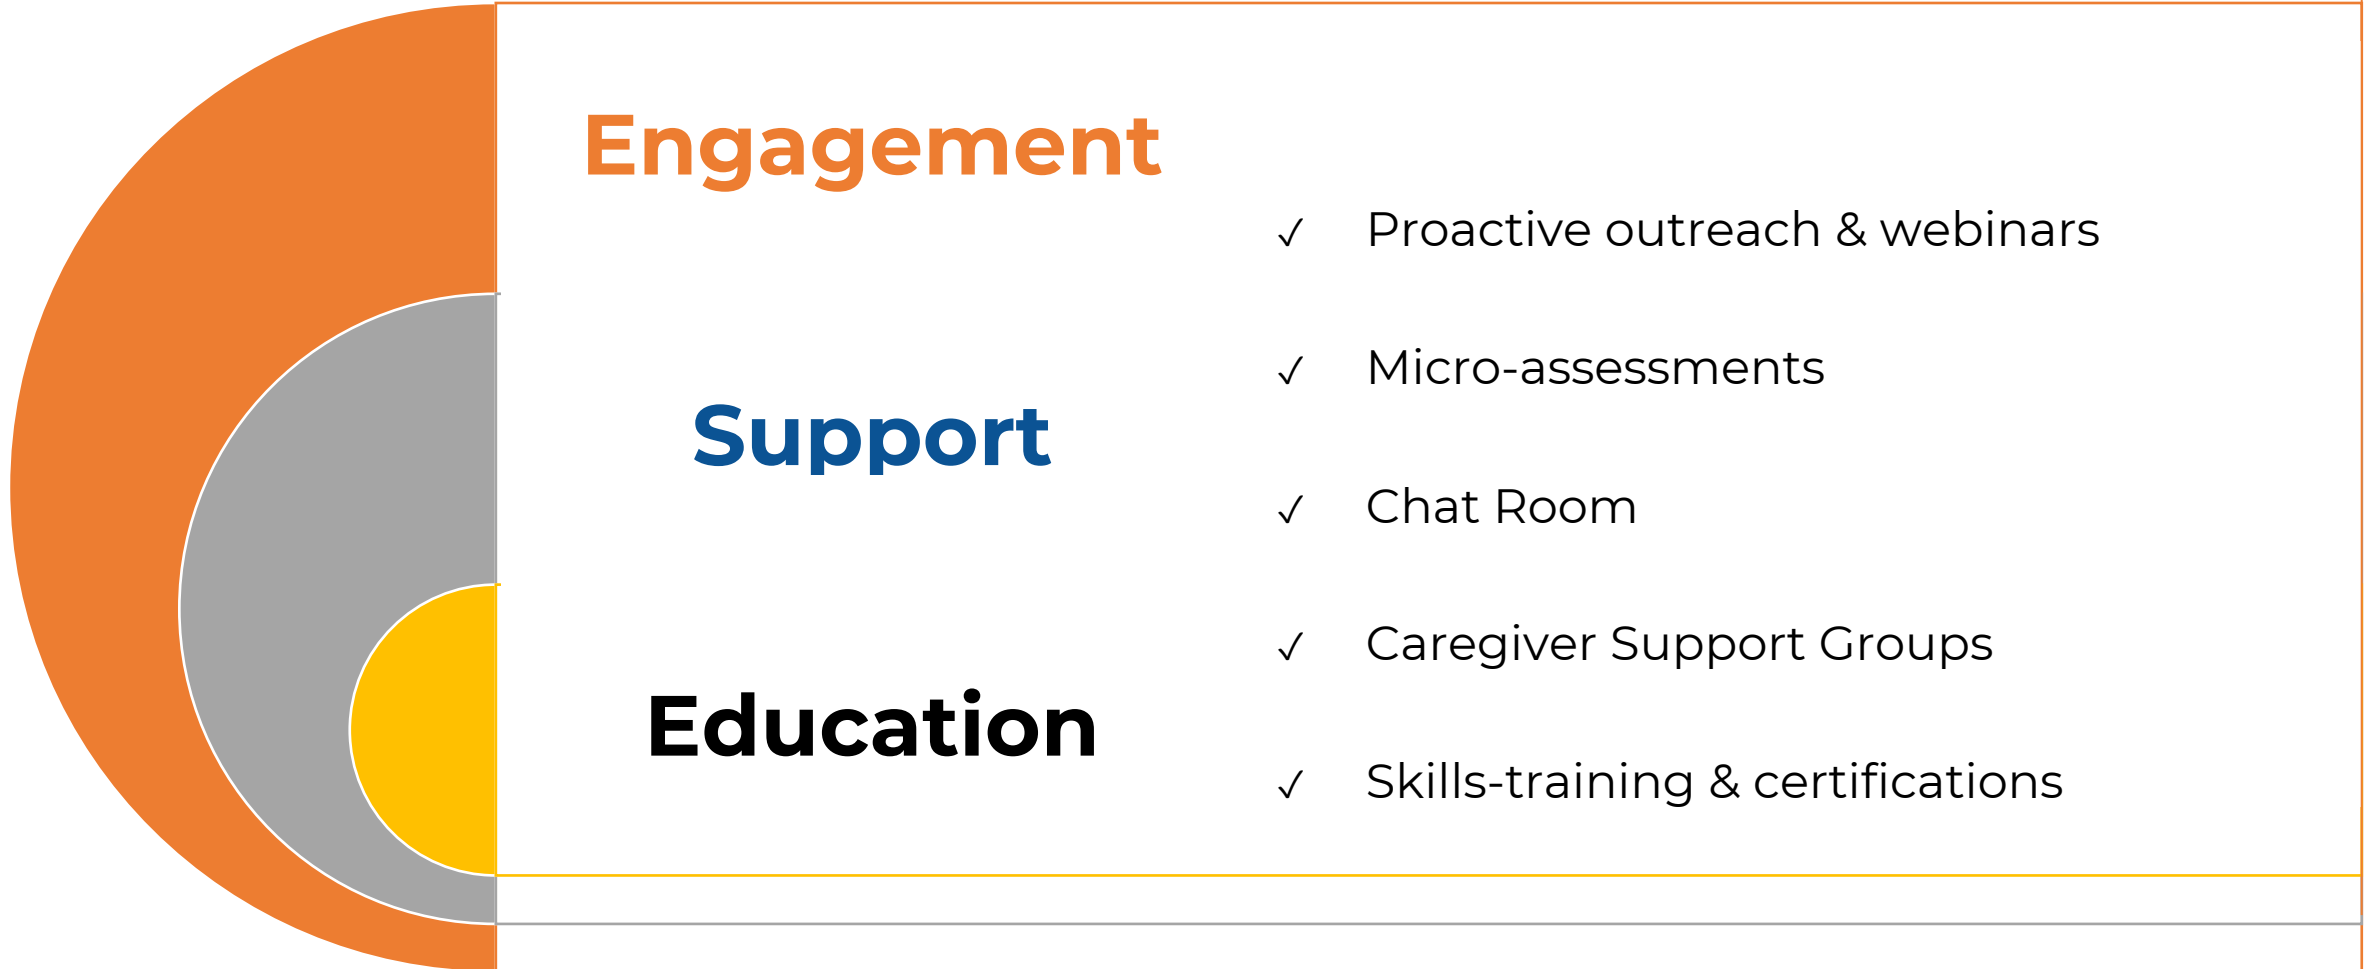 Engagement
Support
Education
✓ Proactive outreach & webinars
✓ Micro-assessments
✓ Chat Room
✓ Caregiver Support Groups
✓ Skills-training & certifications